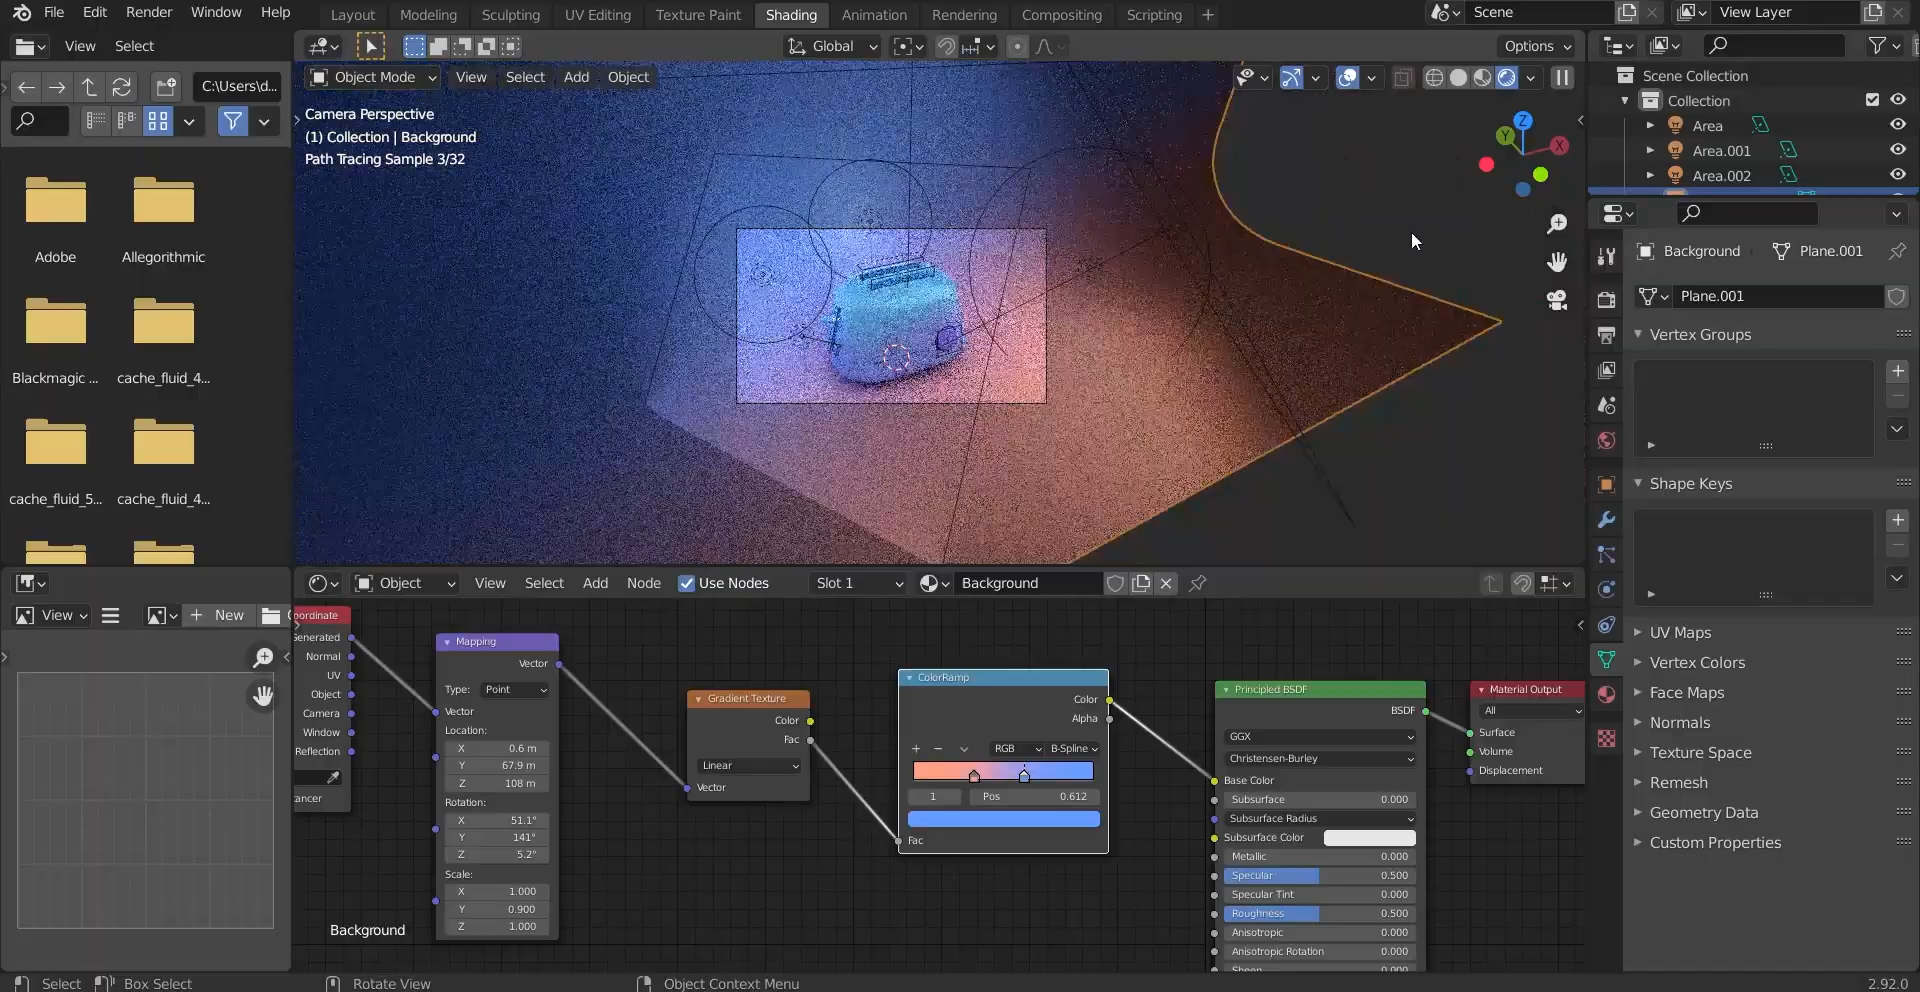 File Edit Render Window Help
Layout Modeling Sculpting UV Editing Texture Paint Shading Animation Rendering Compositing Scripting +
Scene
View Layer
View Select
Global
Options
C:\Users\d...
Object Mode View Select Add Object
Camera Perspective
(1) Collection | Background
Path Tracing Sample 3/32
Z
Y
X
Scene Collection
Collection
Area
Area.001
Area.002
Adobe
Allegorithmic
Blackmagic ...
cache_fluid_4...
cache_fluid_5...
cache_fluid_4...
Background Plane.001
Plane.001
Vertex Groups
Shape Keys
UV Maps
Vertex Colors
Face Maps
Normals
Texture Space
Remesh
Geometry Data
Custom Properties
View + New
Object View Select Add Node Use Nodes Slot 1 Background
oordinate
Generated
Normal
UV
Object
Camera
Window
Reflection
tancer
Mapping
Vector
Type: Point
Vector
Location:
X 0.6 m
Y 67.9 m
Z 108 m
Rotation:
X 51.1°
Y 141°
Z 5.2°
Scale:
X 1.000
Y 0.900
Z 1.000
Gradient Texture
Color
Fac
Linear
Vector
ColorRamp
Color
Alpha
+ − RGB B-Spline
1 Pos 0.612
Fac
Principled BSDF
BSDF
GGX
Christensen-Burley
Base Color
Subsurface 0.000
Subsurface Radius
Subsurface Color
Metallic 0.000
Specular 0.500
Specular Tint 0.000
Roughness 0.500
Anisotropic 0.000
Anisotropic Rotation 0.000
Sheen 0.000
Material Output
All
Surface
Volume
Displacement
Background
Select Box Select Rotate View Object Context Menu 2.92.0